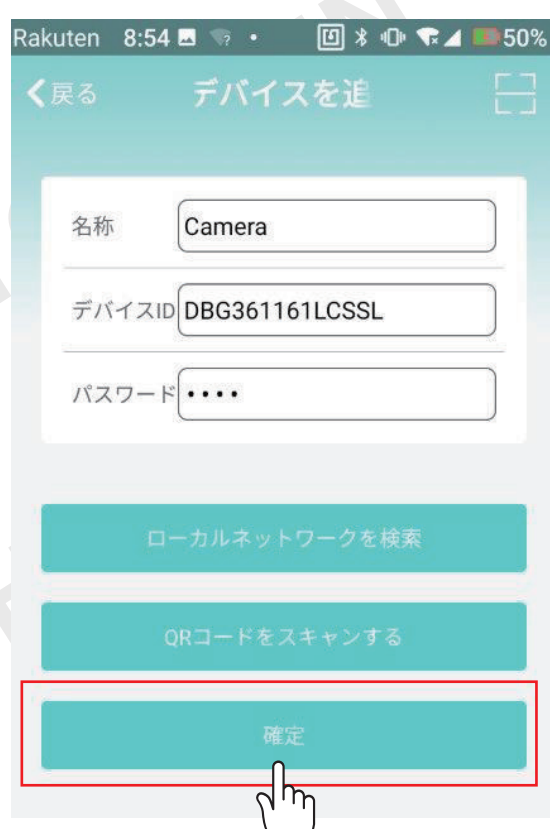 Rakuten 8:54 50%
戻る デバイスを追
名称 Camera
デバイスID DBG361161LCSSL
パスワード ••••
ローカルネットワークを検索
QRコードをスキャンする
確定